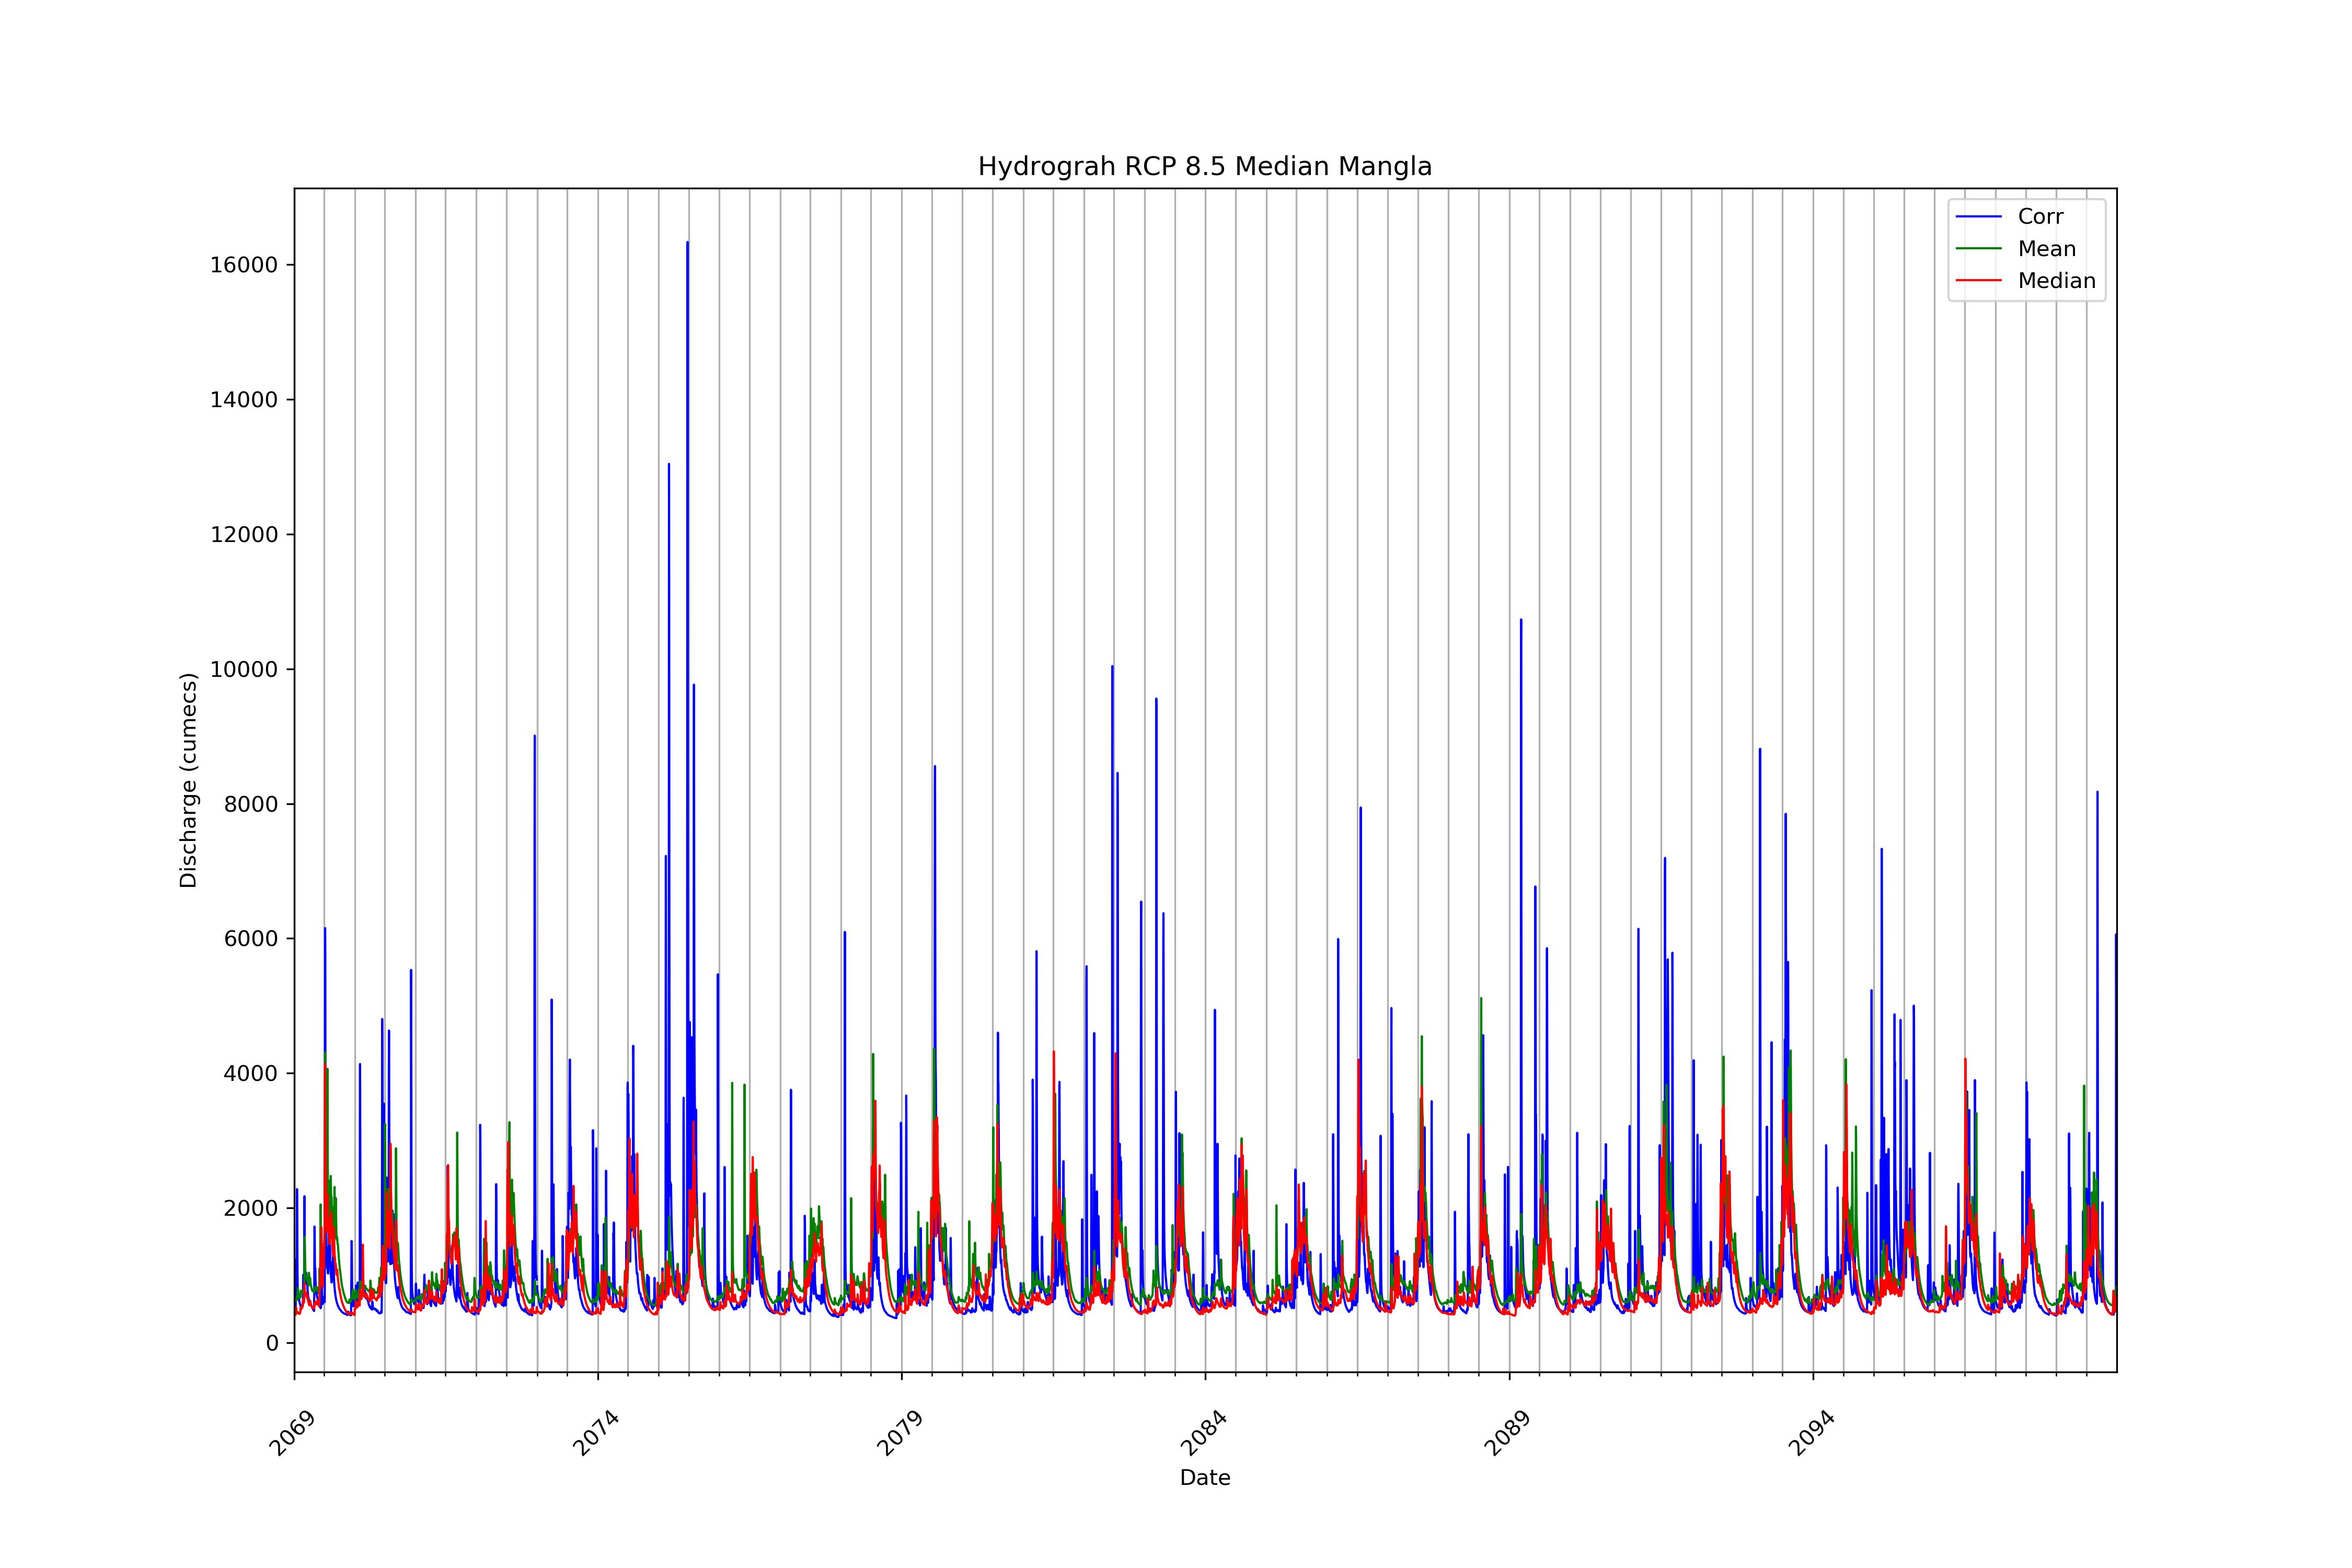 Hydrograh RCP 8.5 Median Mangla
Corr
Mean
Median
16000
14000
12000
10000
8000
6000
4000
2000
0
Discharge (cumecs)
2069
2074
2079
2084
2089
2094
Date